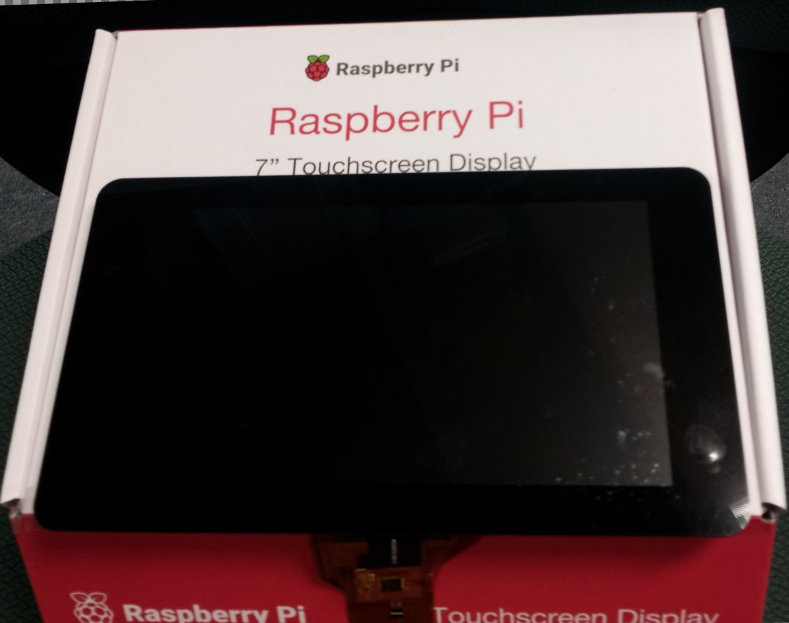 Raspberry Pi
Raspberry Pi
7” Touchscreen Display
Raspberry Pi Touchscreen Display